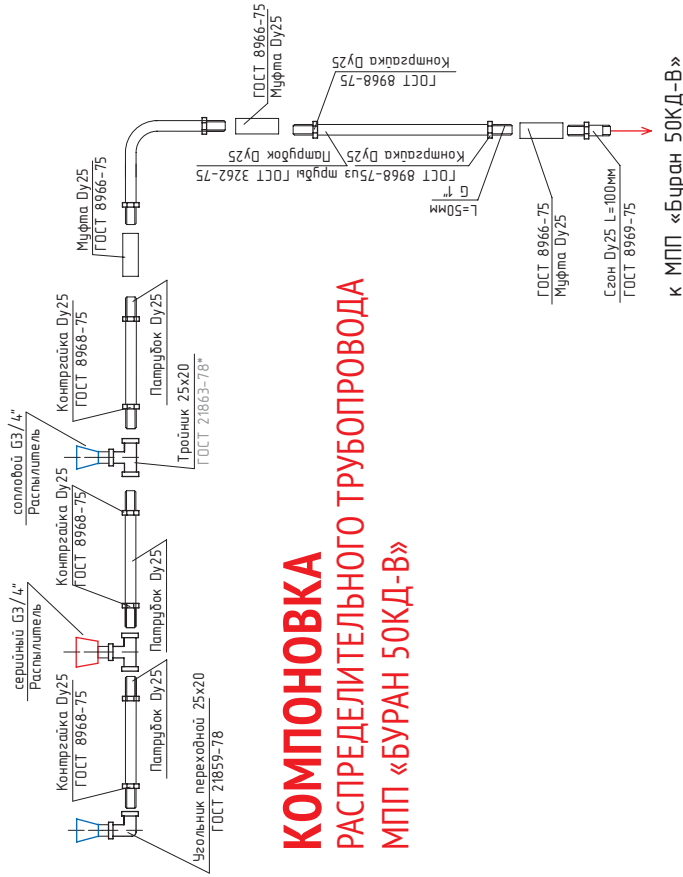 серийный G3/4"
Распылитель
сопловой G3/4"
Распылитель
Контргайка Dy25
ГОСТ 8968-75
Контргайка Dy25
ГОСТ 8968-75
Контргайка Dy25
ГОСТ 8968-75
Муфта Dy25
ГОСТ 8966-75
ГОСТ 8966-75
Муфта Dy25
Патрубок Dy25
Патрубок Dy25
Патрубок Dy25
Угольник переходной 25х20
ГОСТ 21859-78
Тройник 25х20
ГОСТ 21863-78*
Контргайка Dy25
ГОСТ 8968-75
Патрубок Dy25
из трубы ГОСТ 3262-75
Контргайка Dy25
ГОСТ 8968-75
G 1"
L=50мм
ГОСТ 8966-75
Муфта Dy25
Сгон Dy25 L=100мм
ГОСТ 8969-75
к МПП «Буран 50КД-В»
КОМПОНОВКА
РАСПРЕДЕЛИТЕЛЬНОГО ТРУБОПРОВОДА
МПП «БУРАН 50КД-В»